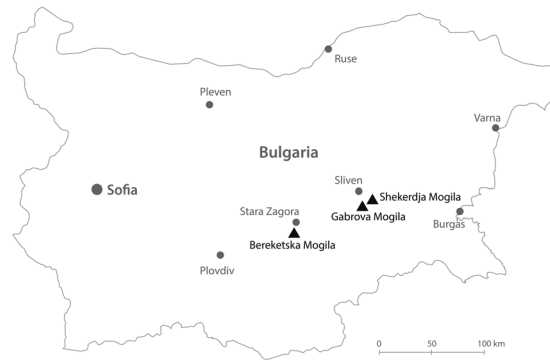 Ruse
Pleven
Varna
Bulgaria
Sliven
Sofia
Shekerdja Mogila
Stara Zagora
Gabrova Mogila
Burgas
Bereketska Mogila
Plovdiv
0 50 100 km